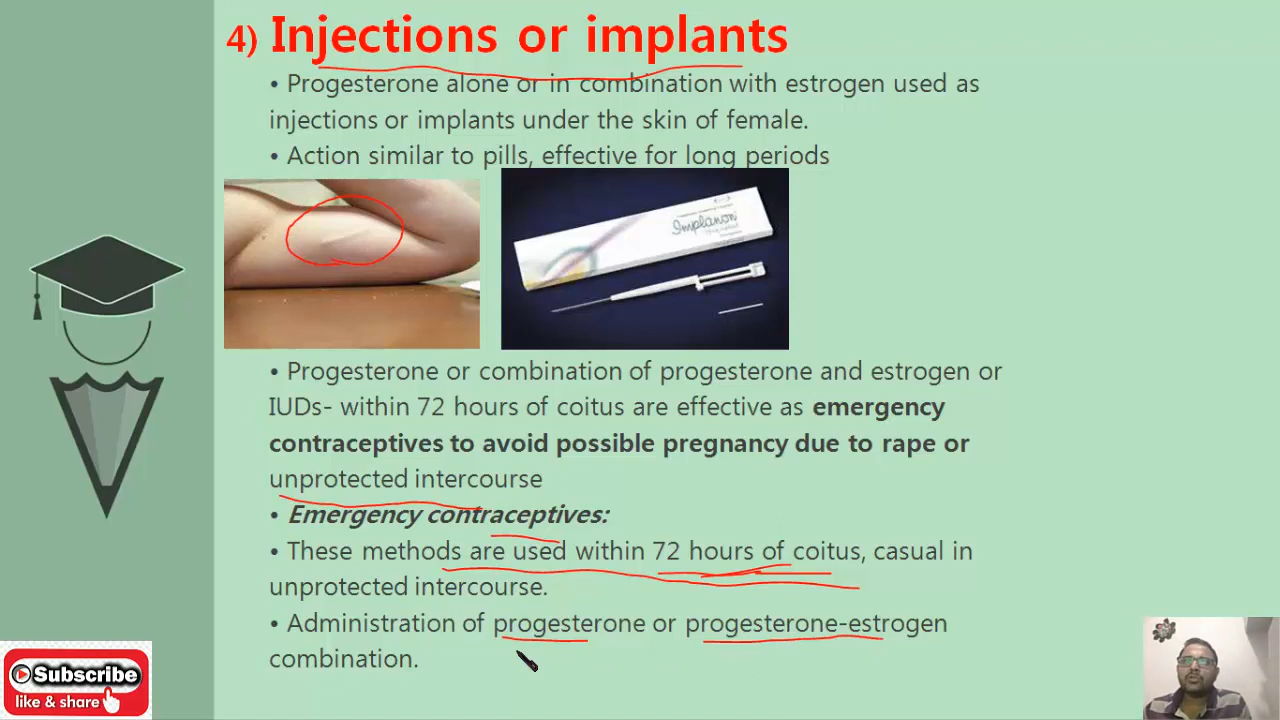 4) Injections or implants
• Progesterone alone or in combination with estrogen used as
injections or implants under the skin of female.
• Action similar to pills, effective for long periods
Implanon
• Progesterone or combination of progesterone and estrogen or
IUDs- within 72 hours of coitus are effective as emergency
contraceptives to avoid possible pregnancy due to rape or
unprotected intercourse
• Emergency contraceptives:
• These methods are used within 72 hours of coitus, casual in
unprotected intercourse.
• Administration of progesterone or progesterone-estrogen
combination.
Subscribe
like & share